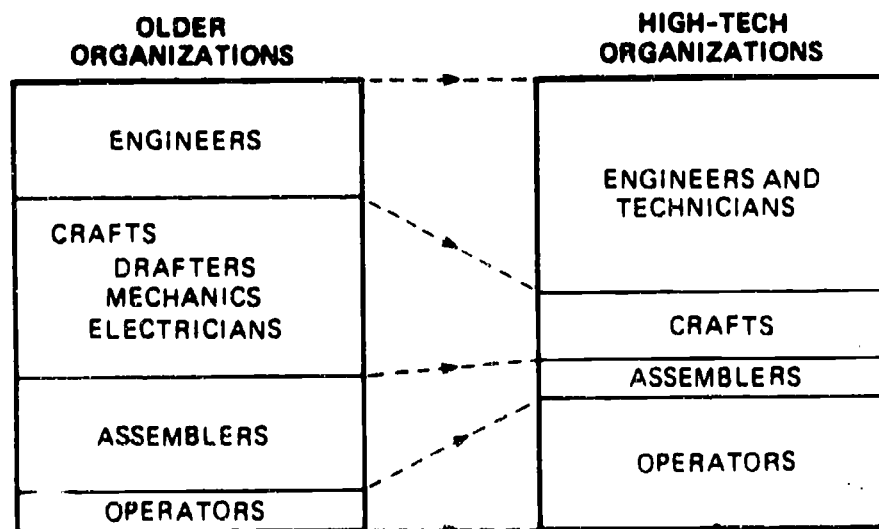 OLDER
ORGANIZATIONS
ENGINEERS
CRAFTS
DRAFTERS
MECHANICS
ELECTRICIANS
ASSEMBLERS
OPERATORS
HIGH-TECH
ORGANIZATIONS
ENGINEERS AND
TECHNICIANS
CRAFTS
ASSEMBLERS
OPERATORS